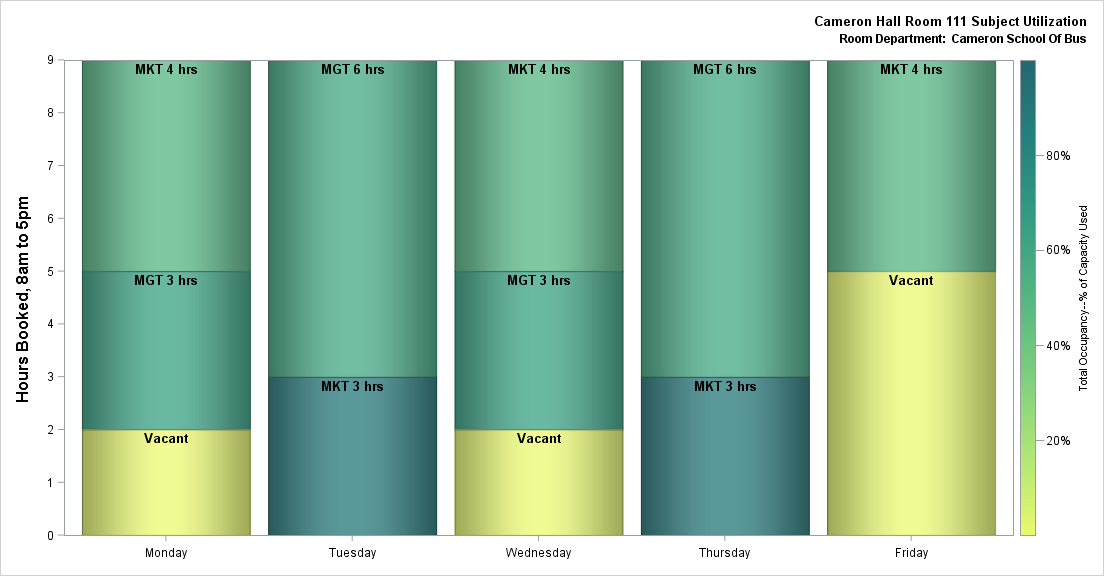 Cameron Hall Room 111 Subject Utilization
Room Department: Cameron School Of Bus
Hours Booked, 8am to 5pm
9
8
7
6
5
4
3
2
1
0
MKT 4 hrs
MGT 3 hrs
Vacant
MGT 6 hrs
MKT 3 hrs
MKT 4 hrs
MGT 3 hrs
Vacant
MGT 6 hrs
MKT 3 hrs
MKT 4 hrs
Vacant
Monday
Tuesday
Wednesday
Thursday
Friday
80%
60%
40%
20%
Total Occupancy--% of Capacity Used